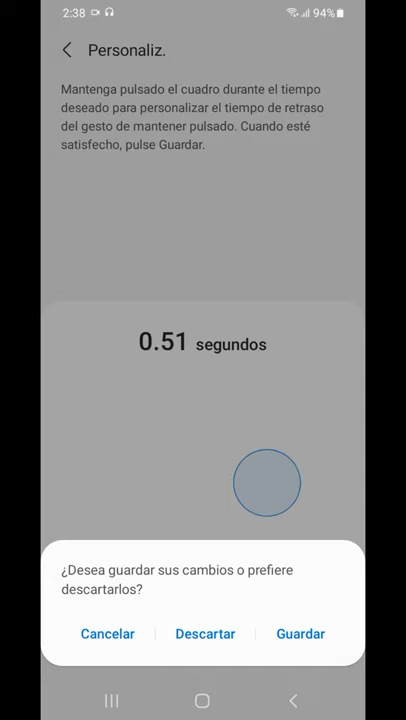 2:38 94%
Personaliz.
Mantenga pulsado el cuadro durante el tiempo
deseado para personalizar el tiempo de retraso
del gesto de mantener pulsado. Cuando esté
satisfecho, pulse Guardar.
0.51 segundos
¿Desea guardar sus cambios o prefiere
descartarlos?
Cancelar Descartar Guardar